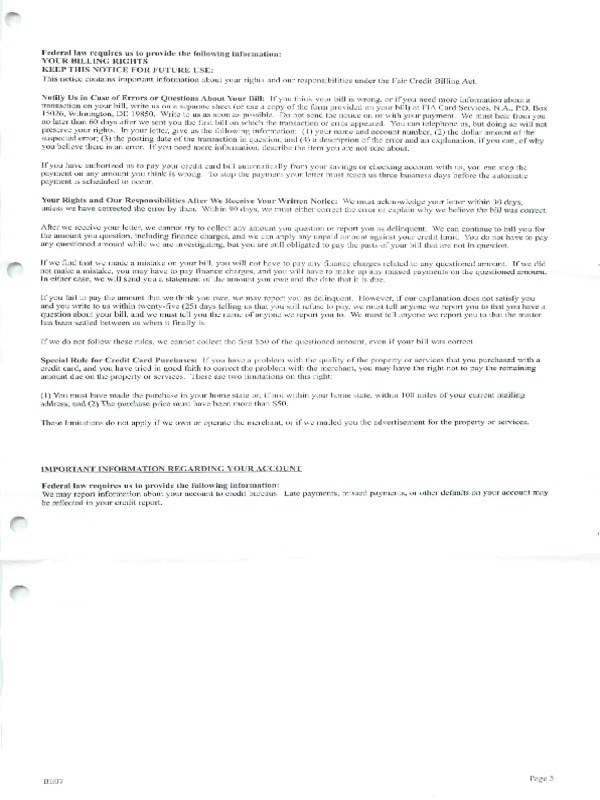 Federal law requires us to provide the following information:
YOUR BILLING RIGHTS
KEEP THIS NOTICE FOR FUTURE USE:
This notice contains important information about your rights and our responsibilities under the Fair Credit Billing Act.
Notify Us in Case of Errors or Questions About Your Bill: If you think your bill is wrong, or if you need more information about a
transaction on your bill, write us on a separate sheet (or use a copy of the form provided on your bill) at FIA Card Services, N.A., P.O. Box
15026, Wilmington, DE 19850. Write to us as soon as possible. Do not send the notice on or with your payment. We must hear from you
no later than 60 days after we sent you the first bill on which the transaction or error appeared. You can telephone us, but doing so will not
preserve your rights. In your letter, give us the following information: (1) your name and account number, (2) the dollar amount of the
suspected error; (3) the posting date of the transaction in question; and (4) a description of the error and an explanation, if you can, of why
you believe there is an error. If you need more information, describe the item you are not sure about.
If you have authorized us to pay your credit card bill automatically from your savings or checking account with us, you can stop the
payment on any amount you think is wrong. To stop the payment your letter must reach us three business days before the automatic
payment is scheduled to occur.
Your Rights and Our Responsibilities After We Receive Your Written Notice: We must acknowledge your letter within 30 days,
unless we have corrected the error by then. Within 90 days, we must either correct the error or explain why we believe the bill was correct.
After we receive your letter, we cannot try to collect any amount you question or report you as delinquent. We can continue to bill you for
the amount you question, including finance charges, and we can apply any unpaid amount against your credit limit. You do not have to pay
any questioned amount while we are investigating, but you are still obligated to pay the parts of your bill that are not in question.
If we find that we made a mistake on your bill, you will not have to pay any finance charges related to any questioned amount. If we did
not make a mistake, you may have to pay finance charges, and you will have to make up any missed payments on the questioned amount.
In either case, we will send you a statement of the amount you owe and the date that it is due.
If you fail to pay the amount that we think you owe, we may report you as delinquent. However, if our explanation does not satisfy you
and you write to us within twenty-five (25) days telling us that you still refuse to pay, we must tell anyone we report you to that you have a
question about your bill, and we must tell you the name of anyone we report you to. We must tell anyone we report you to that the matter
has been settled between us when it finally is.
If we do not follow these rules, we cannot collect the first $50 of the questioned amount, even if your bill was correct.
Special Rule for Credit Card Purchases: If you have a problem with the quality of the property or services that you purchased with a
credit card, and you have tried in good faith to correct the problem with the merchant, you may have the right not to pay the remaining
amount due on the property or services. There are two limitations on this right:
(1) You must have made the purchase in your home state or, if not within your home state, within 100 miles of your current mailing
address; and (2) The purchase price must have been more than $50.
These limitations do not apply if we own or operate the merchant, or if we mailed you the advertisement for the property or services.
IMPORTANT INFORMATION REGARDING YOUR ACCOUNT
Federal law requires us to provide the following information:
We may report information about your account to credit bureaus. Late payments, missed payments, or other defaults on your account may
be reflected in your credit report.
Page 5